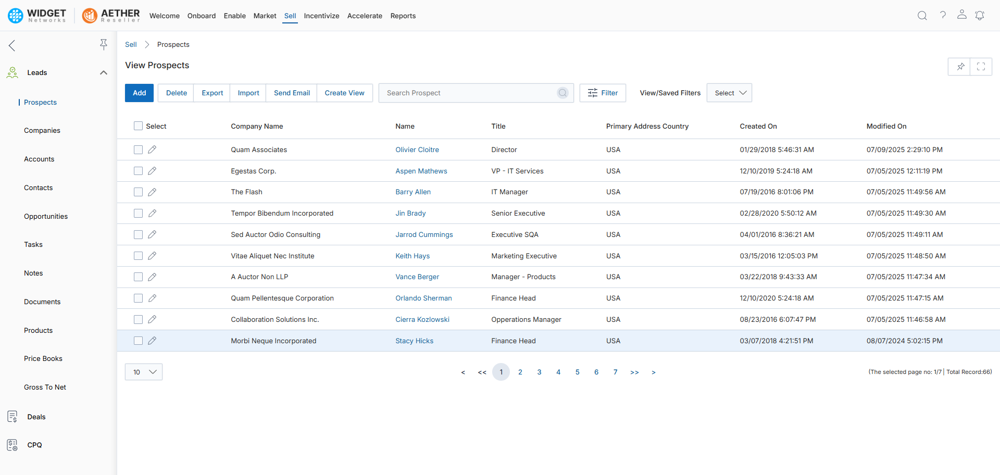 WIDGET Networks AETHER Reseller Welcome Onboard Enable Market Sell Incentivize Accelerate Reports
Sell > Prospects
View Prospects
Add Delete Export Import Send Email Create View Search Prospect Filter View/Saved Filters Select
Leads
Prospects
Companies
Accounts
Contacts
Opportunities
Tasks
Notes
Documents
Products
Price Books
Gross To Net
Deals
CPQ
Select Company Name Name Title Primary Address Country Created On Modified On
Quam Associates Olivier Cloitre Director USA 01/29/2018 5:46:31 AM 07/09/2025 2:29:10 PM
Egestas Corp. Aspen Mathews VP - IT Services USA 12/10/2019 5:24:18 AM 07/05/2025 12:11:19 PM
The Flash Barry Allen IT Manager USA 07/19/2016 8:01:06 PM 07/05/2025 11:49:56 AM
Tempor Bibendum Incorporated Jin Brady Senior Executive USA 02/28/2020 5:50:12 AM 07/05/2025 11:49:30 AM
Sed Auctor Odio Consulting Jarrod Cummings Executive SQA USA 04/01/2016 8:36:21 AM 07/05/2025 11:49:11 AM
Vitae Aliquet Nec Institute Keith Hays Marketing Executive USA 03/15/2016 12:05:03 PM 07/05/2025 11:48:50 AM
A Auctor Non LLP Vance Berger Manager - Products USA 03/22/2018 9:43:33 AM 07/05/2025 11:47:34 AM
Quam Pellentesque Corporation Orlando Sherman Finance Head USA 12/10/2020 5:24:18 AM 07/05/2025 11:47:15 AM
Collaboration Solutions Inc. Cierra Kozlowski Opperations Manager USA 08/23/2016 6:07:47 PM 07/05/2025 11:46:58 AM
Morbi Neque Incorporated Stacy Hicks Finance Head USA 03/07/2018 4:21:51 PM 08/07/2024 5:02:15 PM
10 < << 1 2 3 4 5 6 7 >> > (The selected page no: 1/7 | Total Record:66)